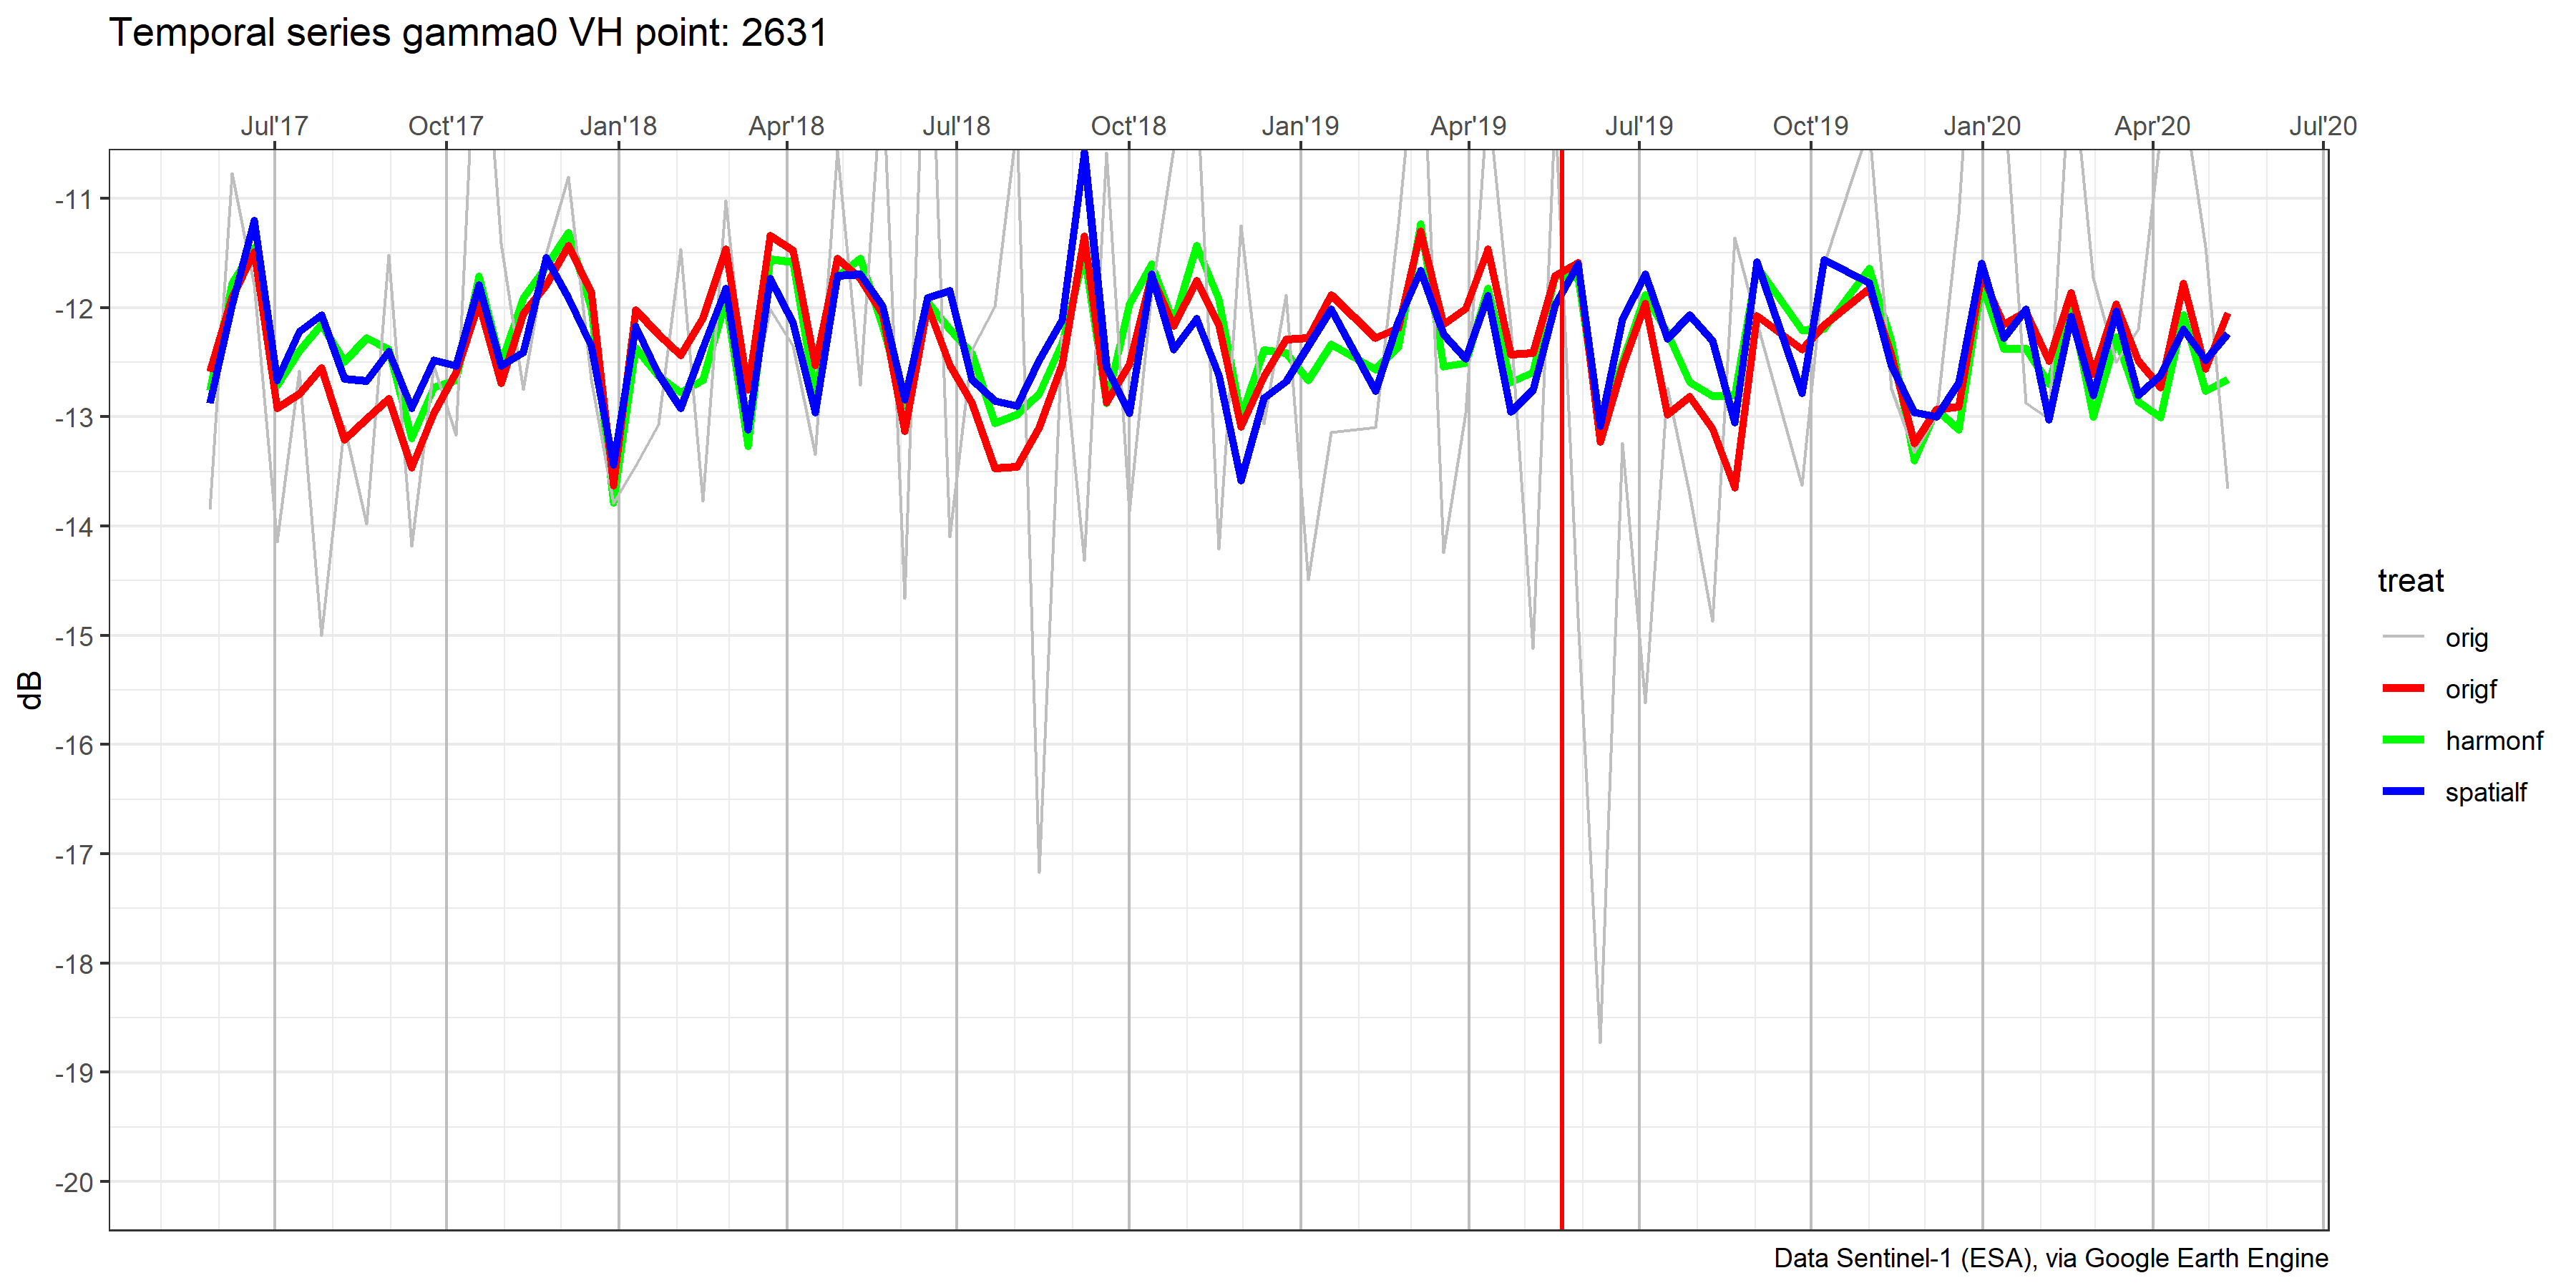 Temporal series gamma0 VH point: 2631
Jul'17 Oct'17 Jan'18 Apr'18 Jul'18 Oct'18 Jan'19 Apr'19 Jul'19 Oct'19 Jan'20 Apr'20 Jul'20
-11
-12
-13
-14
-15
-16
-17
-18
-19
-20
dB
treat
orig
origf
harmonf
spatialf
Data Sentinel-1 (ESA), via Google Earth Engine